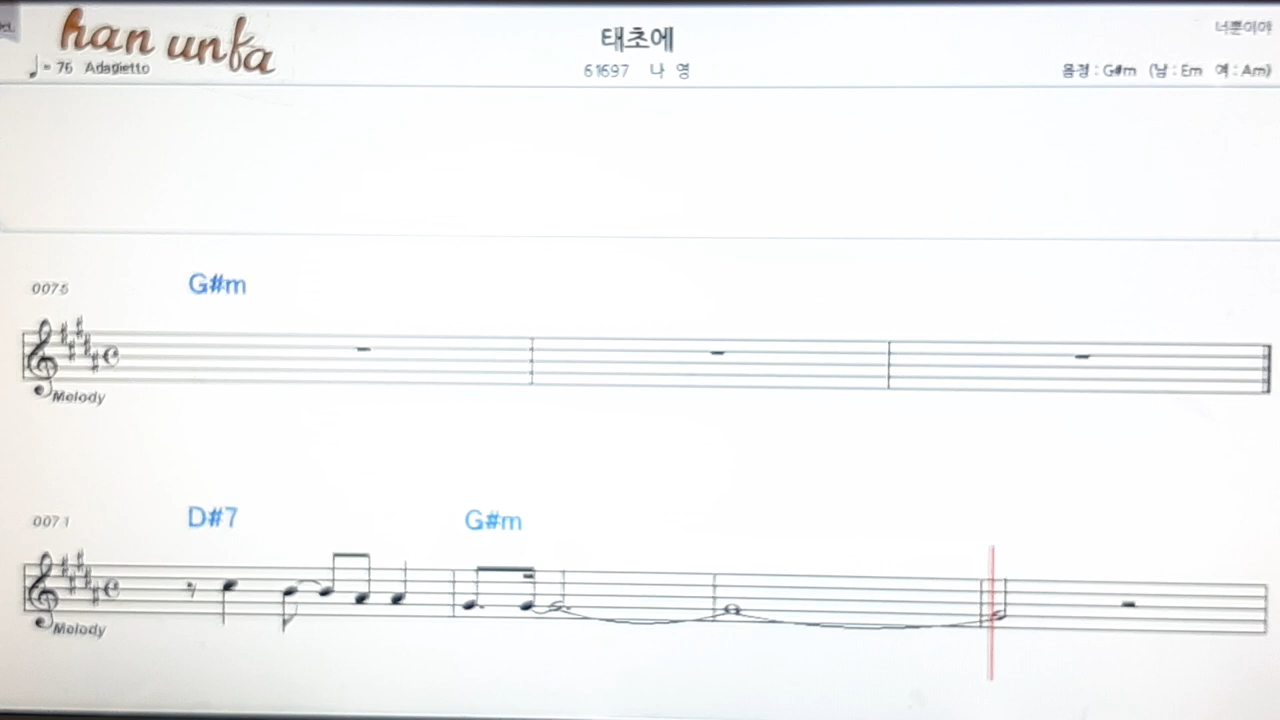 han unfa
♩= 76 Adagietto
태초에
61697 나 영
너뿐이야
음정 : G#m (남 : Em 여 : Am)
0075
G#m
Melody
0071
D#7 G#m
Melody